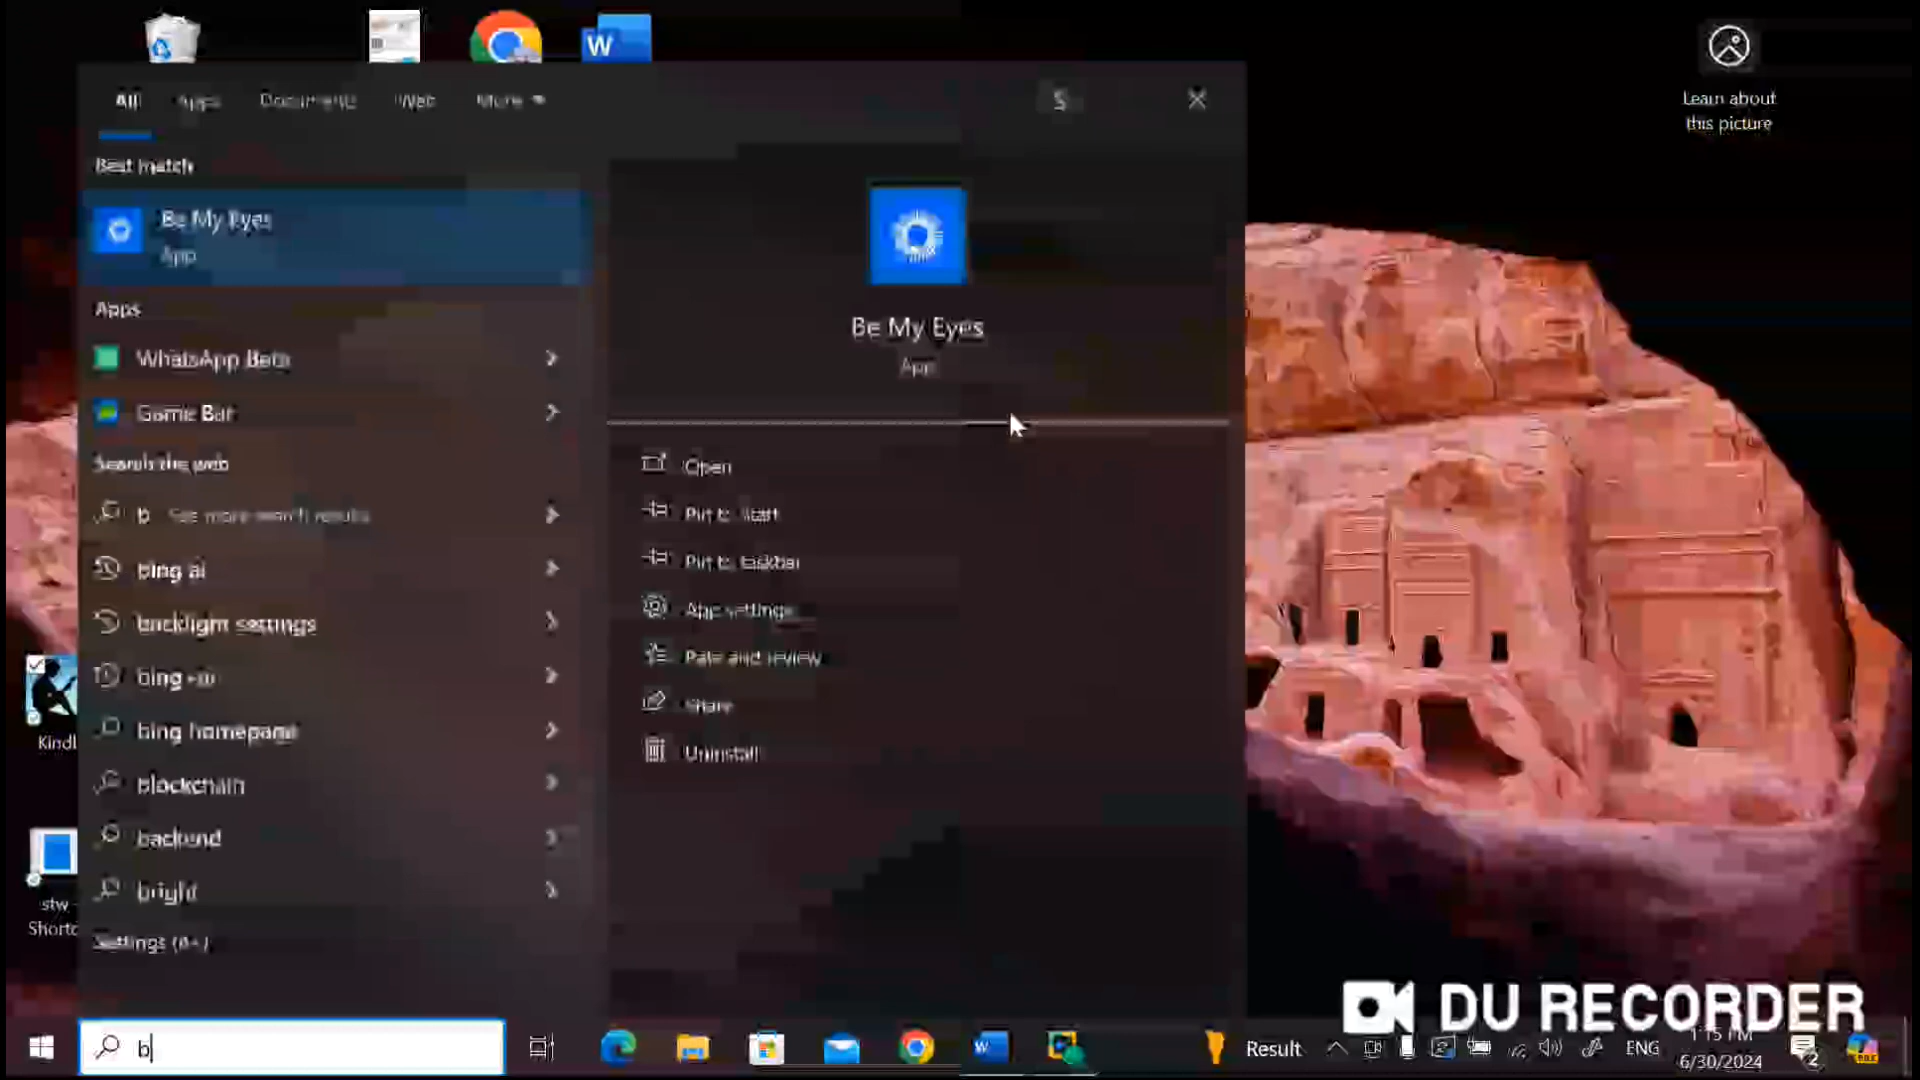 W
Learn about
this picture
All Apps Documents Web More S
Best match
Be My Eyes
App
Be My Eyes
App
Apps
WhatsApp Beta
Game Bar
Search the web
b See more search results
bing ai
backlight settings
bing
bing homepage
blockchain
backend
bright
Settings
Open
Pin to Start
Pin to taskbar
App settings
Rate and review
Share
Uninstall
Kindl
stw -
Shortc
DU RECORDER
b
W
Result
ENG
1:15 PM
6/30/2024
2